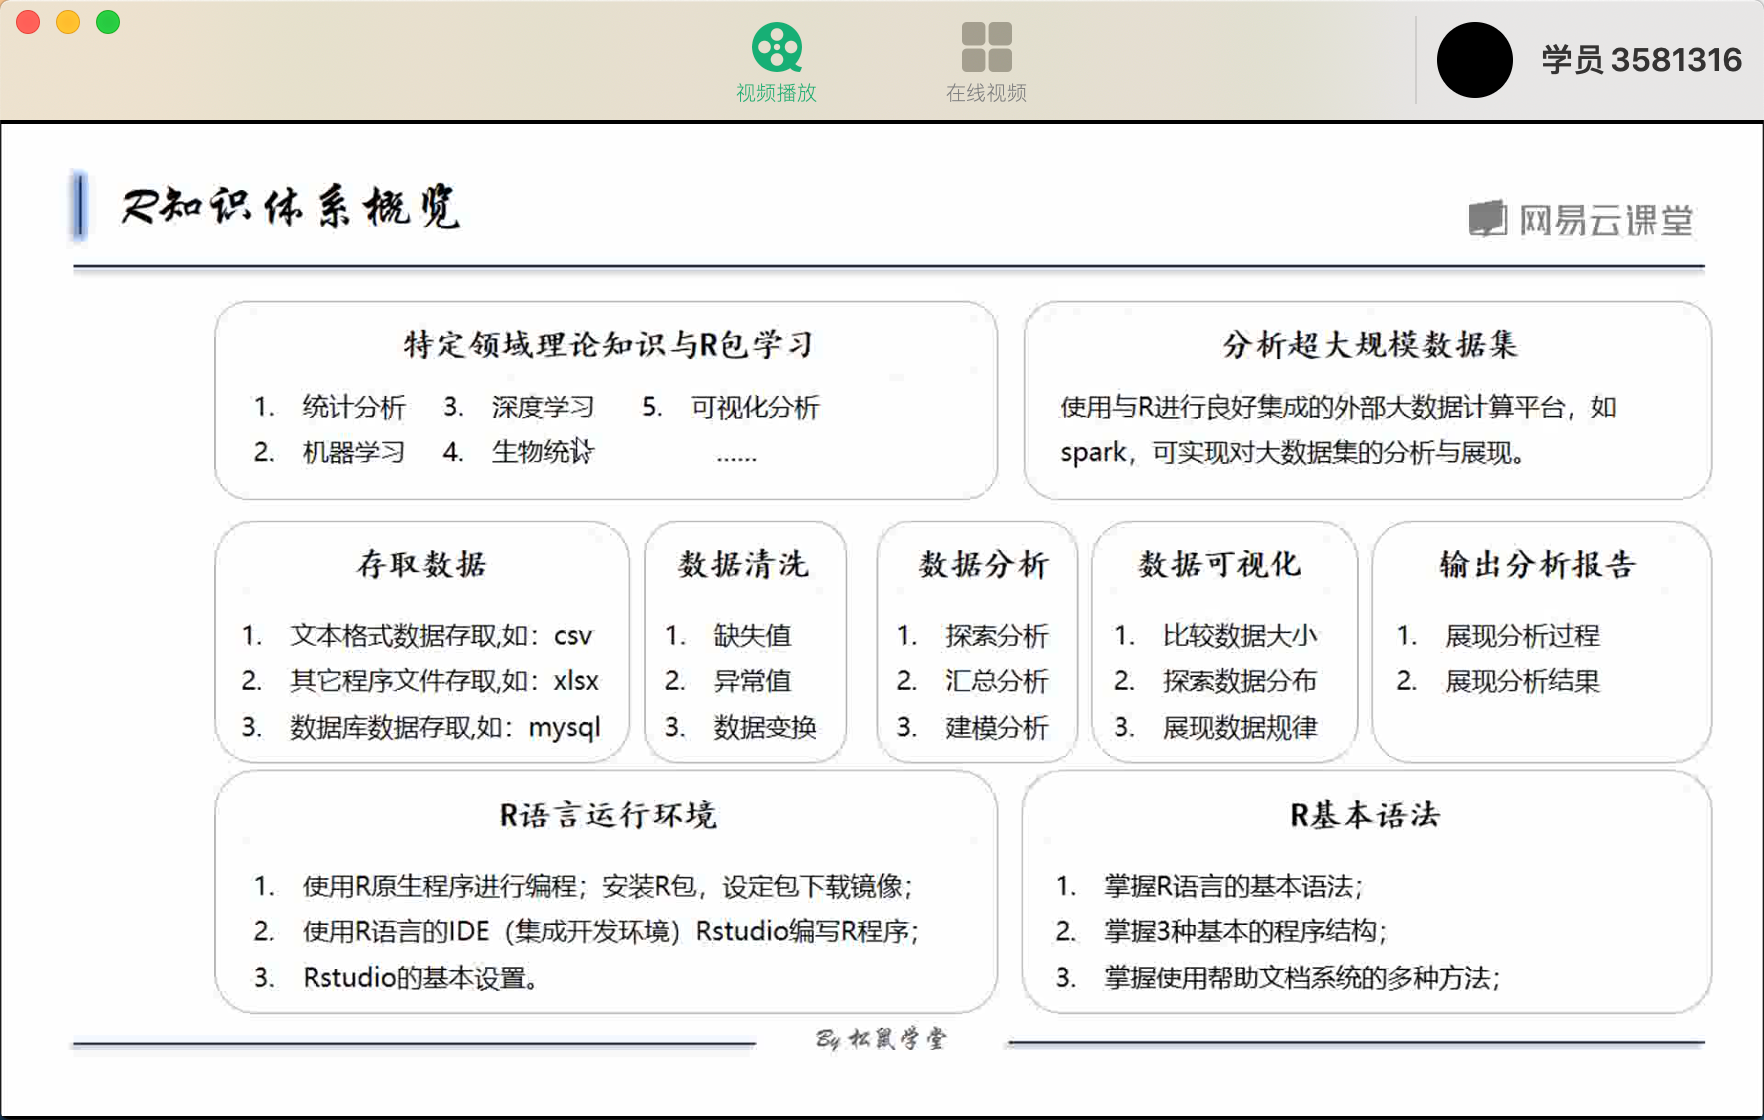 视频播放
在线视频
学员 3581316
R知识体系概览
网易云课堂
特定领域理论知识与R包学习
1. 统计分析 3. 深度学习 5. 可视化分析
2. 机器学习 4. 生物统计 ......
分析超大规模数据集
使用与R进行良好集成的外部大数据计算平台，如
spark，可实现对大数据集的分析与展现。
存取数据
1. 文本格式数据存取,如：csv
2. 其它程序文件存取,如：xlsx
3. 数据库数据存取,如：mysql
数据清洗
1. 缺失值
2. 异常值
3. 数据变换
数据分析
1. 探索分析
2. 汇总分析
3. 建模分析
数据可视化
1. 比较数据大小
2. 探索数据分布
3. 展现数据规律
输出分析报告
1. 展现分析过程
2. 展现分析结果
R语言运行环境
1. 使用R原生程序进行编程；安装R包，设定包下载镜像；
2. 使用R语言的IDE（集成开发环境）Rstudio编写R程序；
3. Rstudio的基本设置。
R基本语法
1. 掌握R语言的基本语法；
2. 掌握3种基本的程序结构；
3. 掌握使用帮助文档系统的多种方法；
By 松鼠学堂